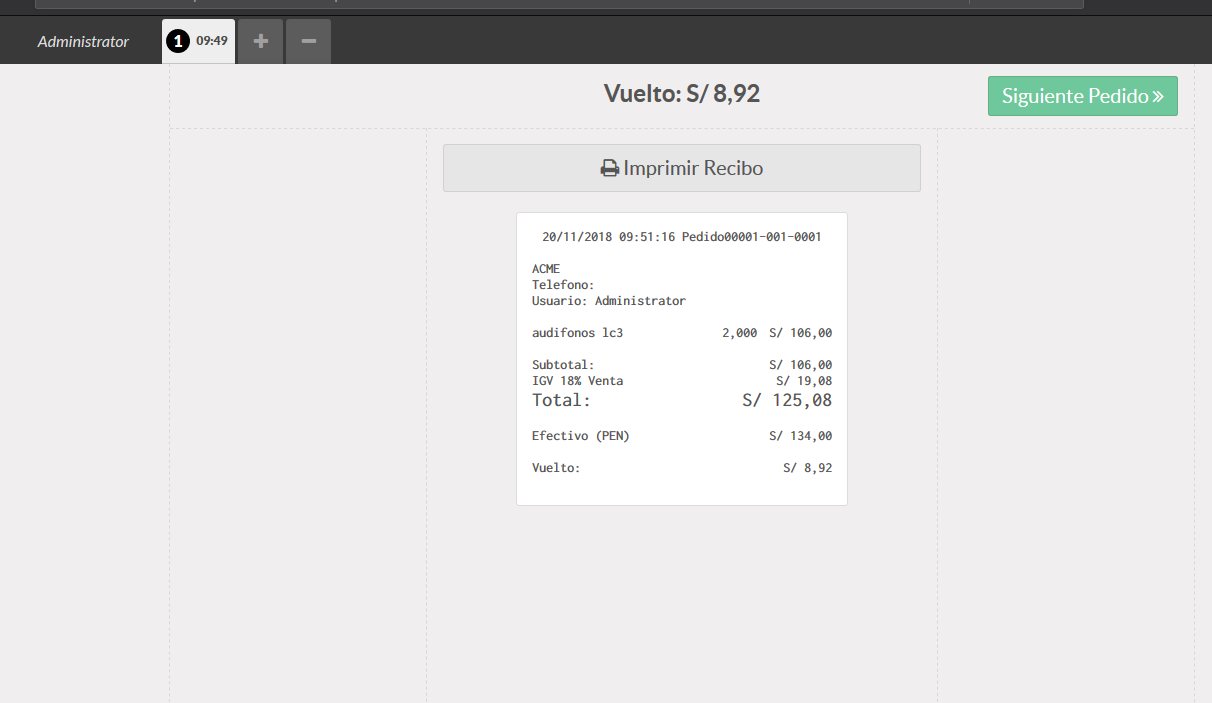 Administrator 1 09:49 + −
Vuelto: S/ 8,92
Siguiente Pedido »
Imprimir Recibo
20/11/2018 09:51:16 Pedido00001-001-0001
ACME
Telefono:
Usuario: Administrator
audifonos lc3 2,000 S/ 106,00
Subtotal: S/ 106,00
IGV 18% Venta S/ 19,08
Total: S/ 125,08
Efectivo (PEN) S/ 134,00
Vuelto: S/ 8,92